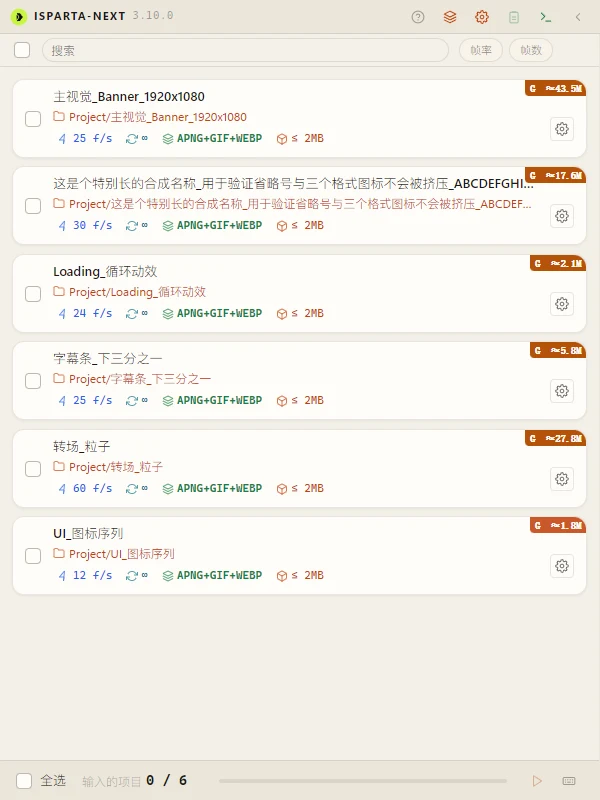 ISPARTA-NEXT 3.10.0
搜索 帧率 帧数
G ≈43.5M
主视觉_Banner_1920x1080
Project/主视觉_Banner_1920x1080
25 f/s ∞ APNG+GIF+WEBP ≤ 2MB
G ≈17.6M
这是个特别长的合成名称_用于验证省略号与三个格式图标不会被挤压_ABCDEFGHI...
Project/这是个特别长的合成名称_用于验证省略号与三个格式图标不会被挤压_ABCDEF...
30 f/s ∞ APNG+GIF+WEBP ≤ 2MB
G ≈2.1M
Loading_循环动效
Project/Loading_循环动效
24 f/s ∞ APNG+GIF+WEBP ≤ 2MB
G ≈5.8M
字幕条_下三分之一
Project/字幕条_下三分之一
25 f/s ∞ APNG+GIF+WEBP ≤ 2MB
G ≈27.8M
转场_粒子
Project/转场_粒子
60 f/s ∞ APNG+GIF+WEBP ≤ 2MB
G ≈1.8M
UI_图标序列
Project/UI_图标序列
12 f/s ∞ APNG+GIF+WEBP ≤ 2MB
全选 输入的项目 0 / 6